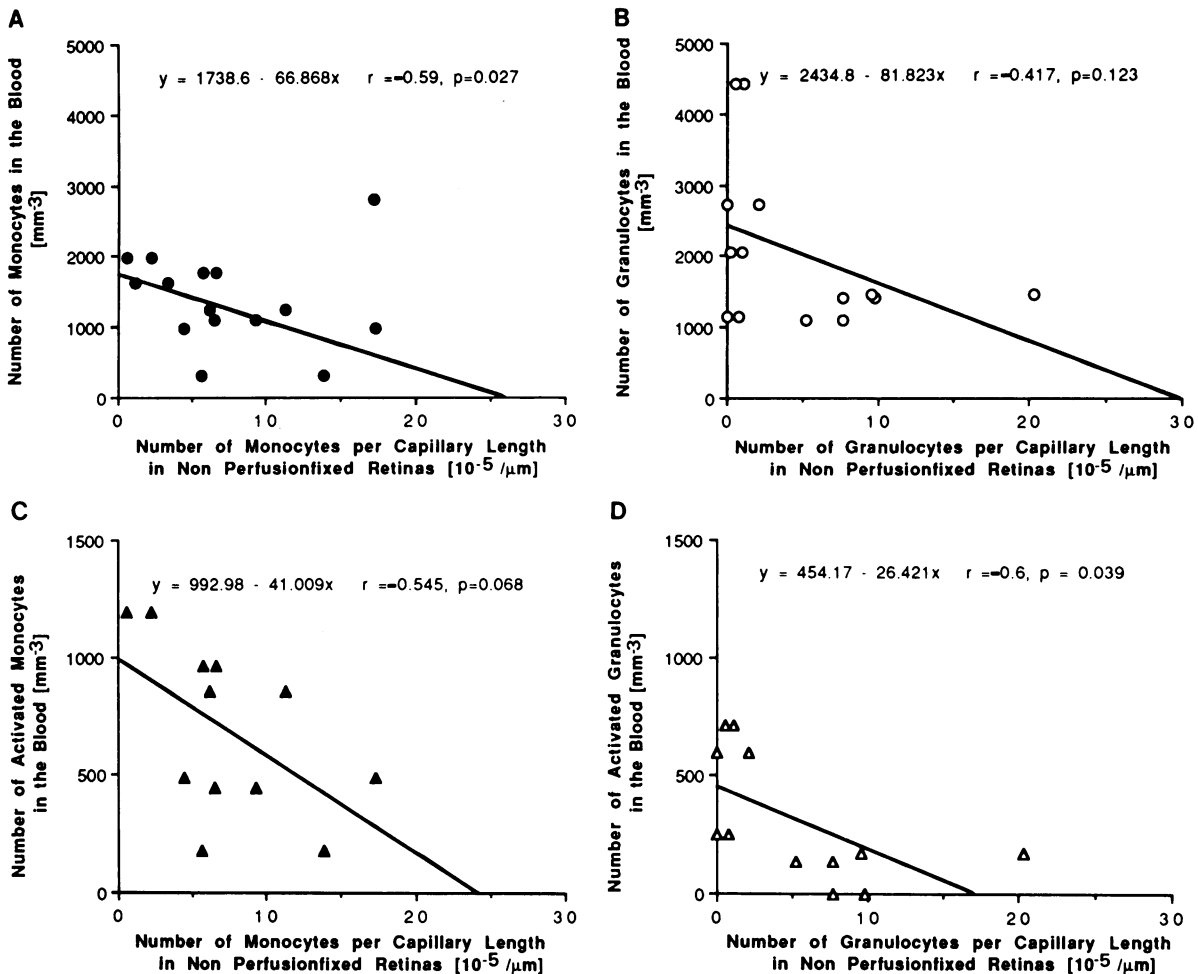 A
Number of Monocytes in the Blood
[mm-3]
5000
4000
3000
2000
1000
0
y = 1738.6 - 66.868x r =-0.59, p=0.027
0 10 20 30
Number of Monocytes per Capillary Length
in Non Perfusionfixed Retinas [10-5 /μm]
B
Number of Granulocytes in the Blood
[mm-3]
5000
4000
3000
2000
1000
0
y = 2434.8 - 81.823x r =-0.417, p=0.123
0 10 20 30
Number of Granulocytes per Capillary Length
in Non Perfusionfixed Retinas [10-5 /μm]
C
Number of Activated Monocytes
in the Blood [mm-3]
1500
1000
500
0
y = 992.98 - 41.009x r =-0.545, p=0.068
0 10 20 30
Number of Monocytes per Capillary Length
in Non Perfusionfixed Retinas [10-5 /μm]
D
Number of Activated Granulocytes
in the Blood [mm-3]
1500
1000
500
0
y = 454.17 - 26.421x r =-0.6, p = 0.039
0 10 20 30
Number of Granulocytes per Capillary Length
in Non Perfusionfixed Retinas [10-5 /μm]